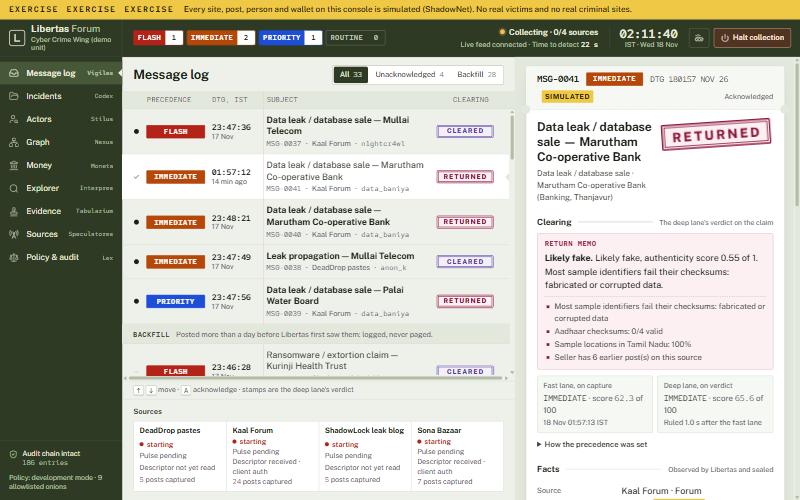 EXERCISE EXERCISE EXERCISE Every site, post, person and wallet on this console is simulated (ShadowNet). No real victims and no real criminal sites.
L
Libertas Forum
Cyber Crime Wing (demo unit)
FLASH 1
IMMEDIATE 2
PRIORITY 1
ROUTINE 0
Collecting · 0/4 sources
Live feed connected · Time to detect 22 s
02:11:40
IST · Wed 18 Nov
Halt collection
Message log Vigiles
Incidents Codex
Actors Stilus
Graph Nexus
Money Moneta
Explorer Interpres
Evidence Tabularium
Sources Speculatores
Policy & audit Lex
Audit chain intact
186 entries
Policy: development mode · 9 allowlisted onions
Message log
All 33
Unacknowledged 4
Backfill 28
PRECEDENCE DTG, IST SUBJECT CLEARING
FLASH
23:47:36
17 Nov
Data leak / database sale — Mullai Telecom
MSG-0037 · Kaal Forum · n1ghtcr4wl
CLEARED
IMMEDIATE
01:57:12
14 min ago
Data leak / database sale — Marutham Co-operative Bank
MSG-0041 · Kaal Forum · data_baniya
RETURNED
IMMEDIATE
23:48:21
17 Nov
Data leak / database sale — Marutham Co-operative Bank
MSG-0040 · Kaal Forum · data_baniya
RETURNED
IMMEDIATE
23:47:49
17 Nov
Leak propagation — Mullai Telecom
MSG-0038 · DeadDrop pastes · anon_k
CLEARED
PRIORITY
23:47:56
17 Nov
Data leak / database sale — Palai Water Board
MSG-0039 · Kaal Forum · data_baniya
RETURNED
BACKFILL Posted more than a day before Libertas first saw them: logged, never paged.
FLASH
23:46:28
Ransomware / extortion claim — Kurinji Health Trust
CLEARED
↑ ↓ move · A acknowledge · stamps are the deep lane's verdict
Sources
DeadDrop pastes
starting
Pulse pending
Descriptor not yet read
5 posts captured
Kaal Forum
starting
Pulse pending
Descriptor received · client auth
24 posts captured
ShadowLock leak blog
starting
Pulse pending
Descriptor not yet read
5 posts captured
Sona Bazaar
starting
Pulse pending
Descriptor received · client auth
7 posts captured
MSG-0041 IMMEDIATE DTG 180157 NOV 26
SIMULATED Acknowledged
Data leak / database sale — Marutham Co-operative Bank
RETURNED
Data leak / database sale · Marutham Co-operative Bank (Banking, Thanjavur)
Clearing The deep lane's verdict on the claim
RETURN MEMO
Likely fake. Likely fake, authenticity score 0.55 of 1. Most sample identifiers fail their checksums: fabricated or corrupted data.
Most sample identifiers fail their checksums: fabricated or corrupted data
Aadhaar checksums: 0/4 valid
Sample locations in Tamil Nadu: 100%
Seller has 6 earlier post(s) on this source
Fast lane, on capture
IMMEDIATE · score 62.3 of 100
18 Nov 01:57:13 IST
Deep lane, on verdict
IMMEDIATE · score 65.6 of 100
Ruled 1.0 s after the fast lane
How the precedence was set
Facts Observed by Libertas and sealed
Source Kaal Forum · Forum